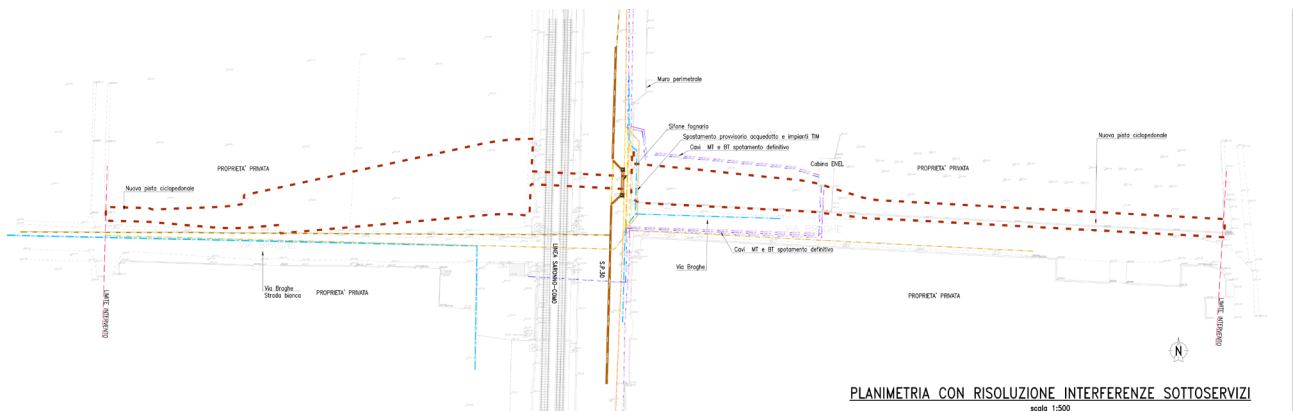 Muro perimetrale
Sifone fognario
Spostamento provvisorio acquedotto e impianti TIM
Cavi MT e BT spotamento definitivo
Nuova pista ciclopedonale
Cabina ENEL
PROPRIETA' PRIVATA
PROPRIETA' PRIVATA
Nuova pista ciclopedonale
LINEA SARONNO-COMO
S.P.30
Cavi MT e BT spotamento definitivo
Via Broghe
Via Broghe
Strada bianca
PROPRIETA' PRIVATA
PROPRIETA' PRIVATA
LIMITE INTERVENTO
LIMITE INTERVENTO
N
PLANIMETRIA CON RISOLUZIONE INTERFERENZE SOTTOSERVIZI
scala 1:500